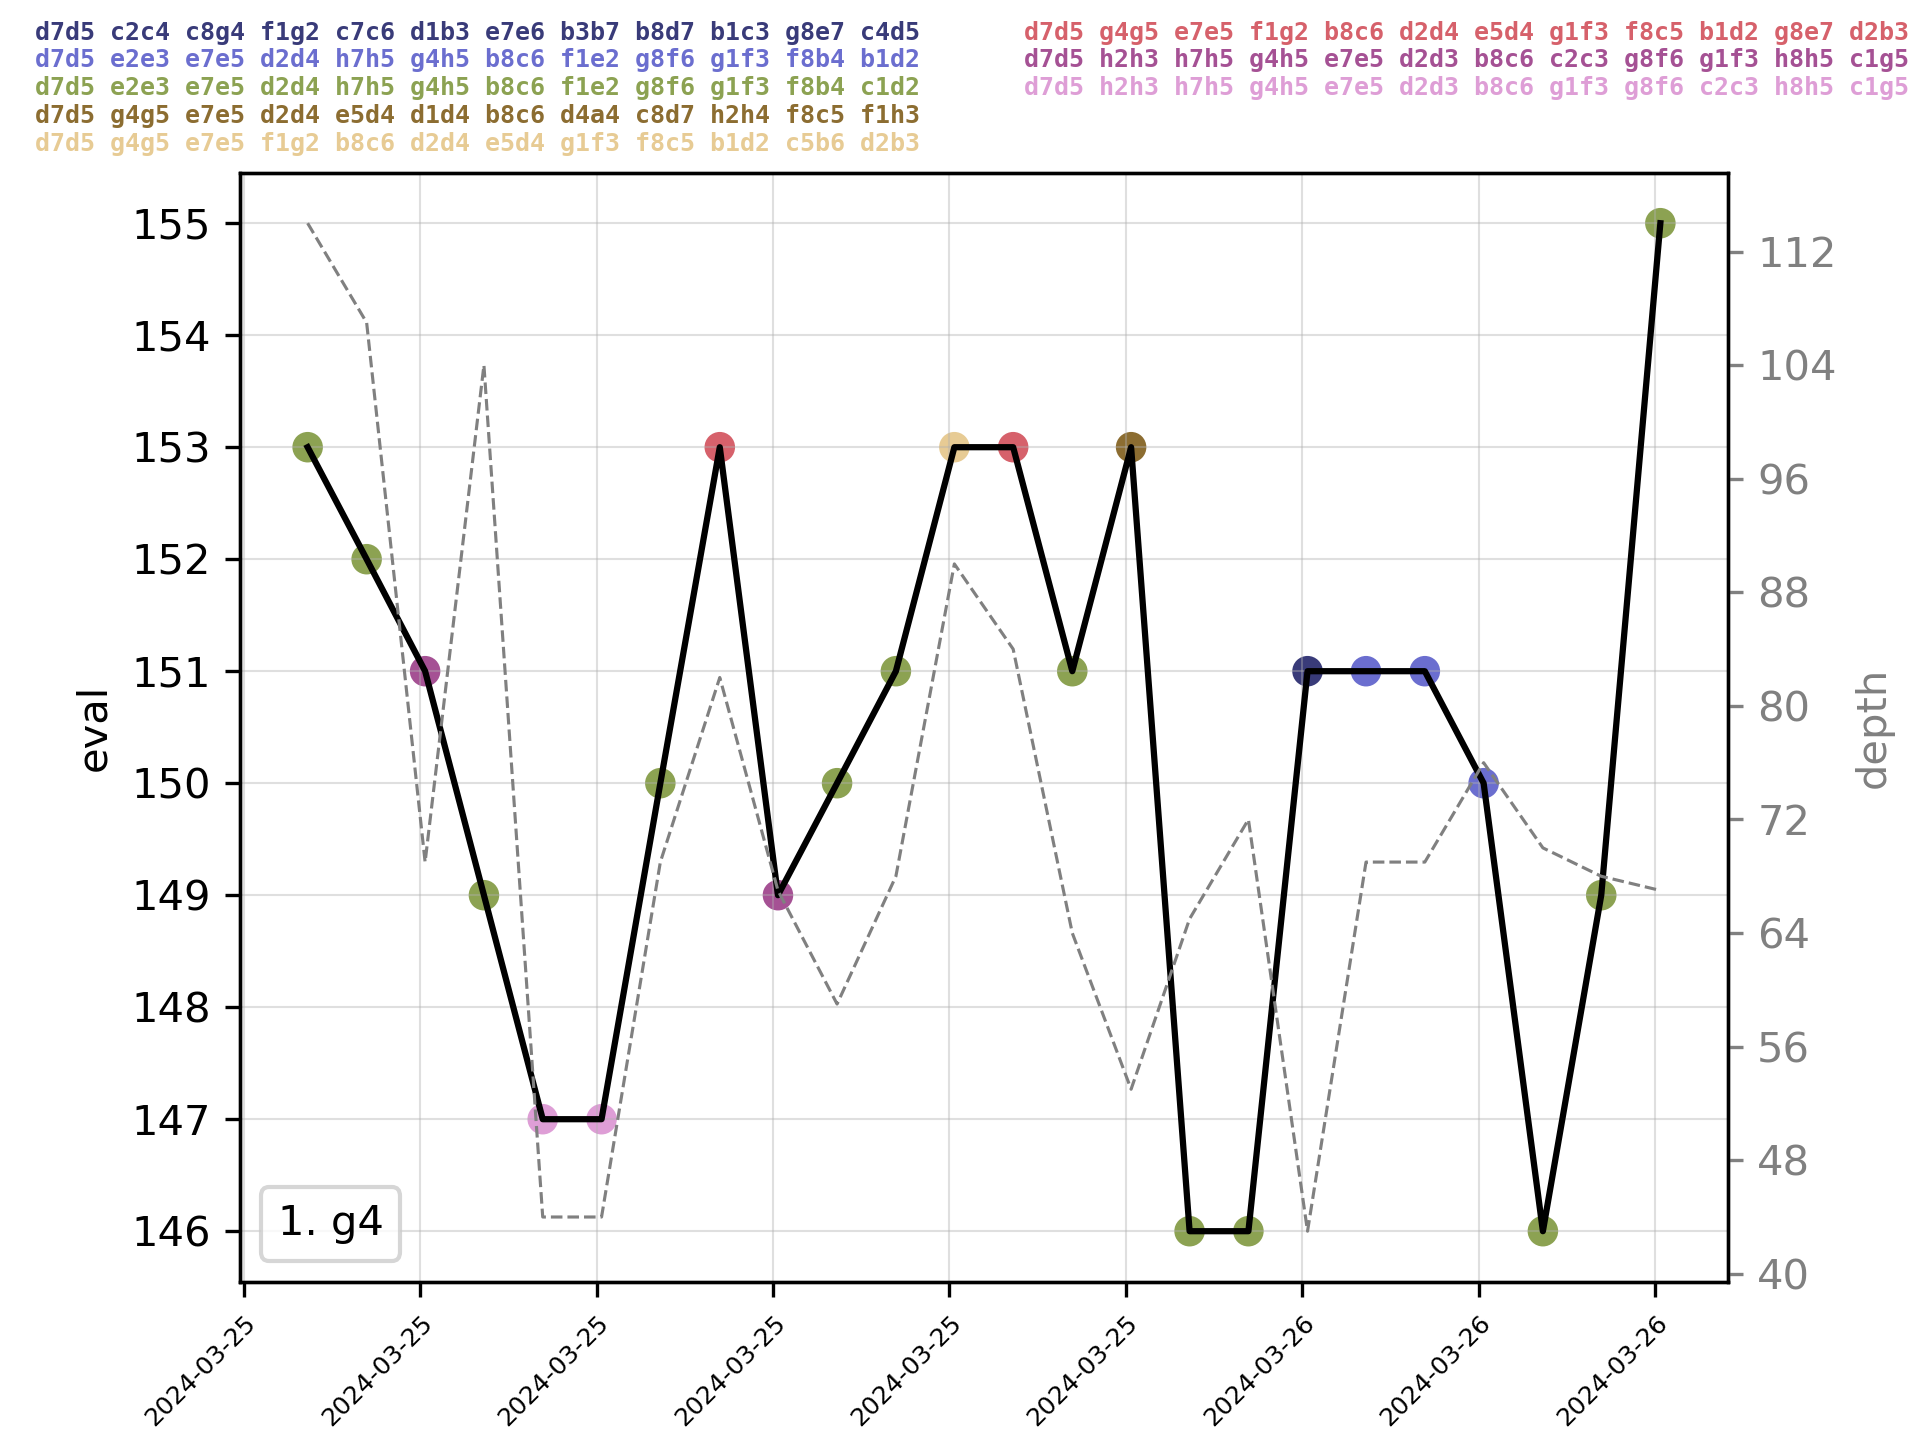 d7d5 c2c4 c8g4 f1g2 c7c6 d1b3 e7e6 b3b7 b8d7 b1c3 g8e7 c4d5
d7d5 e2e3 e7e5 d2d4 h7h5 g4h5 b8c6 f1e2 g8f6 g1f3 f8b4 b1d2
d7d5 e2e3 e7e5 d2d4 h7h5 g4h5 b8c6 f1e2 g8f6 g1f3 f8b4 c1d2
d7d5 g4g5 e7e5 d2d4 e5d4 d1d4 b8c6 d4a4 c8d7 h2h4 f8c5 f1h3
d7d5 g4g5 e7e5 f1g2 b8c6 d2d4 e5d4 g1f3 f8c5 b1d2 c5b6 d2b3
d7d5 g4g5 e7e5 f1g2 b8c6 d2d4 e5d4 g1f3 f8c5 b1d2 g8e7 d2b3
d7d5 h2h3 h7h5 g4h5 e7e5 d2d3 b8c6 c2c3 g8f6 g1f3 h8h5 c1g5
d7d5 h2h3 h7h5 g4h5 e7e5 d2d3 b8c6 g1f3 g8f6 c2c3 h8h5 c1g5
155
154
153
152
151
150
149
148
147
146
eval
1. g4
112
104
96
88
80
72
64
56
48
40
depth
2024-03-25
2024-03-25
2024-03-25
2024-03-25
2024-03-25
2024-03-25
2024-03-26
2024-03-26
2024-03-26